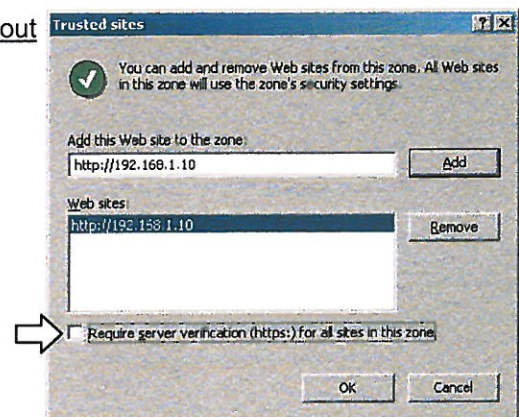 out
Trusted sites
You can add and remove Web sites from this zone. All Web sites
in this zone will use the zone's security settings.
Add this Web site to the zone:
http://192.168.1.10
Add
Web sites:
http://192.168.1.10
Remove
Require server verification (https:) for all sites in this zone
OK
Cancel